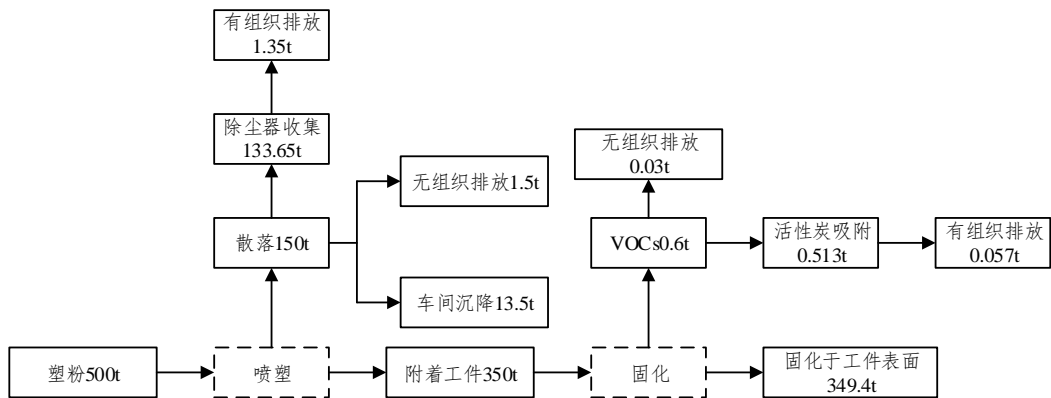 有组织排放
1.35t
除尘器收集
133.65t
无组织排放
0.03t
无组织排放1.5t
散落150t
VOCs0.6t
活性炭吸附
0.513t
有组织排放
0.057t
车间沉降13.5t
塑粉500t
喷塑
附着工件350t
固化
固化于工件表面
349.4t